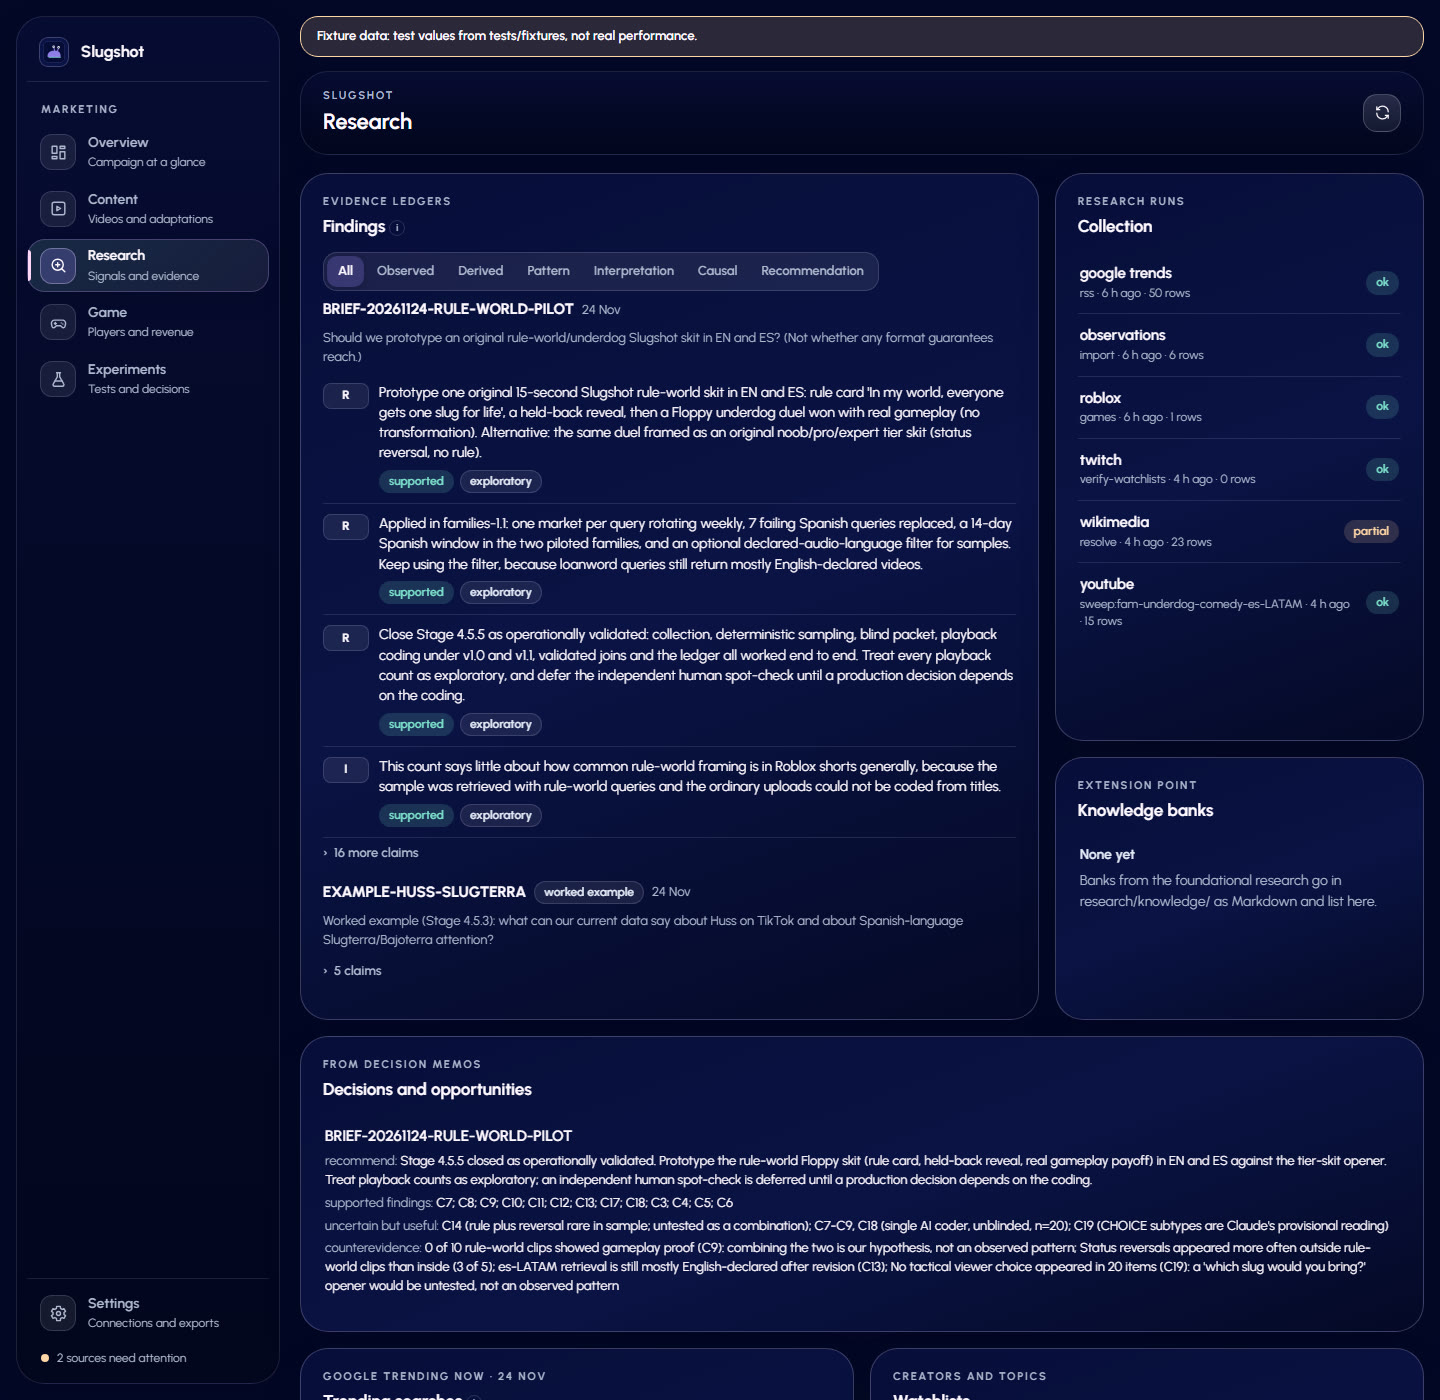 Slugshot
MARKETING
Overview
Campaign at a glance
Content
Videos and adaptations
Research
Signals and evidence
Game
Players and revenue
Experiments
Tests and decisions
Settings
Connections and exports
2 sources need attention
Fixture data: test values from tests/fixtures, not real performance.
SLUGSHOT
Research
EVIDENCE LEDGERS
Findings i
All Observed Derived Pattern Interpretation Causal Recommendation
BRIEF-20261124-RULE-WORLD-PILOT 24 Nov
Should we prototype an original rule-world/underdog Slugshot skit in EN and ES? (Not whether any format guarantees
reach.)
R Prototype one original 15-second Slugshot rule-world skit in EN and ES: rule card 'In my world, everyone
gets one slug for life', a held-back reveal, then a Floppy underdog duel won with real gameplay (no
transformation). Alternative: the same duel framed as an original noob/pro/expert tier skit (status
reversal, no rule).
supported exploratory
R Applied in families-1.1: one market per query rotating weekly, 7 failing Spanish queries replaced, a 14-day
Spanish window in the two piloted families, and an optional declared-audio-language filter for samples.
Keep using the filter, because loanword queries still return mostly English-declared videos.
supported exploratory
R Close Stage 4.5.5 as operationally validated: collection, deterministic sampling, blind packet, playback
coding under v1.0 and v1.1, validated joins and the ledger all worked end to end. Treat every playback
count as exploratory, and defer the independent human spot-check until a production decision depends
on the coding.
supported exploratory
I This count says little about how common rule-world framing is in Roblox shorts generally, because the
sample was retrieved with rule-world queries and the ordinary uploads could not be coded from titles.
supported exploratory
› 16 more claims
EXAMPLE-HUSS-SLUGTERRA worked example 24 Nov
Worked example (Stage 4.5.3): what can our current data say about Huss on TikTok and about Spanish-language
Slugterra/Bajoterra attention?
› 5 claims
RESEARCH RUNS
Collection
google trends
rss · 6 h ago · 50 rows
ok
observations
import · 6 h ago · 6 rows
ok
roblox
games · 6 h ago · 1 rows
ok
twitch
verify-watchlists · 4 h ago · 0 rows
ok
wikimedia
resolve · 4 h ago · 23 rows
partial
youtube
sweep:fam-underdog-comedy-es-LATAM · 4 h ago
· 15 rows
ok
EXTENSION POINT
Knowledge banks
None yet
Banks from the foundational research go in
research/knowledge/ as Markdown and list here.
FROM DECISION MEMOS
Decisions and opportunities
BRIEF-20261124-RULE-WORLD-PILOT
recommend: Stage 4.5.5 closed as operationally validated. Prototype the rule-world Floppy skit (rule card, held-back reveal, real gameplay payoff) in EN and ES against the tier-skit opener.
Treat playback counts as exploratory; an independent human spot-check is deferred until a production decision depends on the coding.
supported findings: C7; C8; C9; C10; C11; C12; C13; C17; C18; C3; C4; C5; C6
uncertain but useful: C14 (rule plus reversal rare in sample; untested as a combination); C7-C9, C18 (single AI coder, unblinded, n=20); C19 (CHOICE subtypes are Claude's provisional reading)
counterevidence: 0 of 10 rule-world clips showed gameplay proof (C9): combining the two is our hypothesis, not an observed pattern; Status reversals appeared more often outside rule-
world clips than inside (3 of 5); es-LATAM retrieval is still mostly English-declared after revision (C13); No tactical viewer choice appeared in 20 items (C19): a 'which slug would you bring?'
opener would be untested, not an observed pattern
GOOGLE TRENDING NOW · 24 NOV
Trending searches
CREATORS AND TOPICS
Watchlists